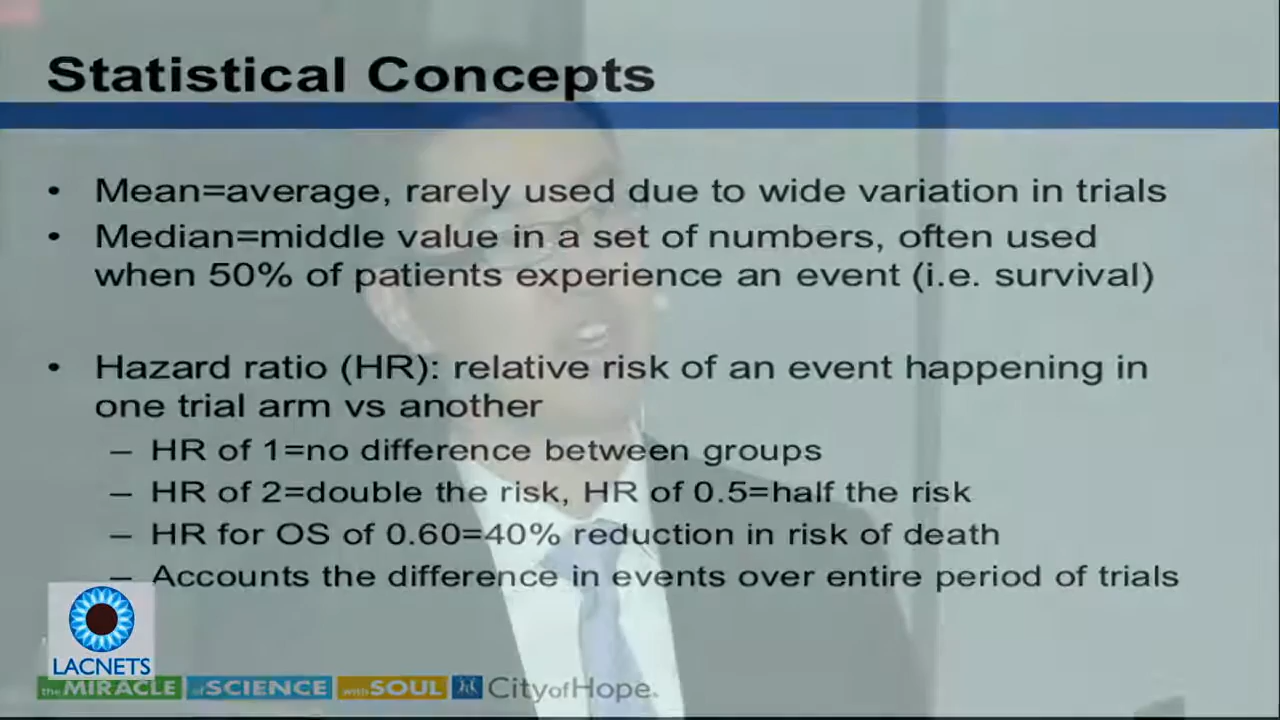 Statistical Concepts
• Mean=average, rarely used due to wide variation in trials
• Median=middle value in a set of numbers, often used
when 50% of patients experience an event (i.e. survival)
• Hazard ratio (HR): relative risk of an event happening in
one trial arm vs another
– HR of 1=no difference between groups
– HR of 2=double the risk, HR of 0.5=half the risk
– HR for OS of 0.60=40% reduction in risk of death
– Accounts the difference in events over entire period of trials
LACNETS
the MIRACLE of SCIENCE with SOUL City of Hope.